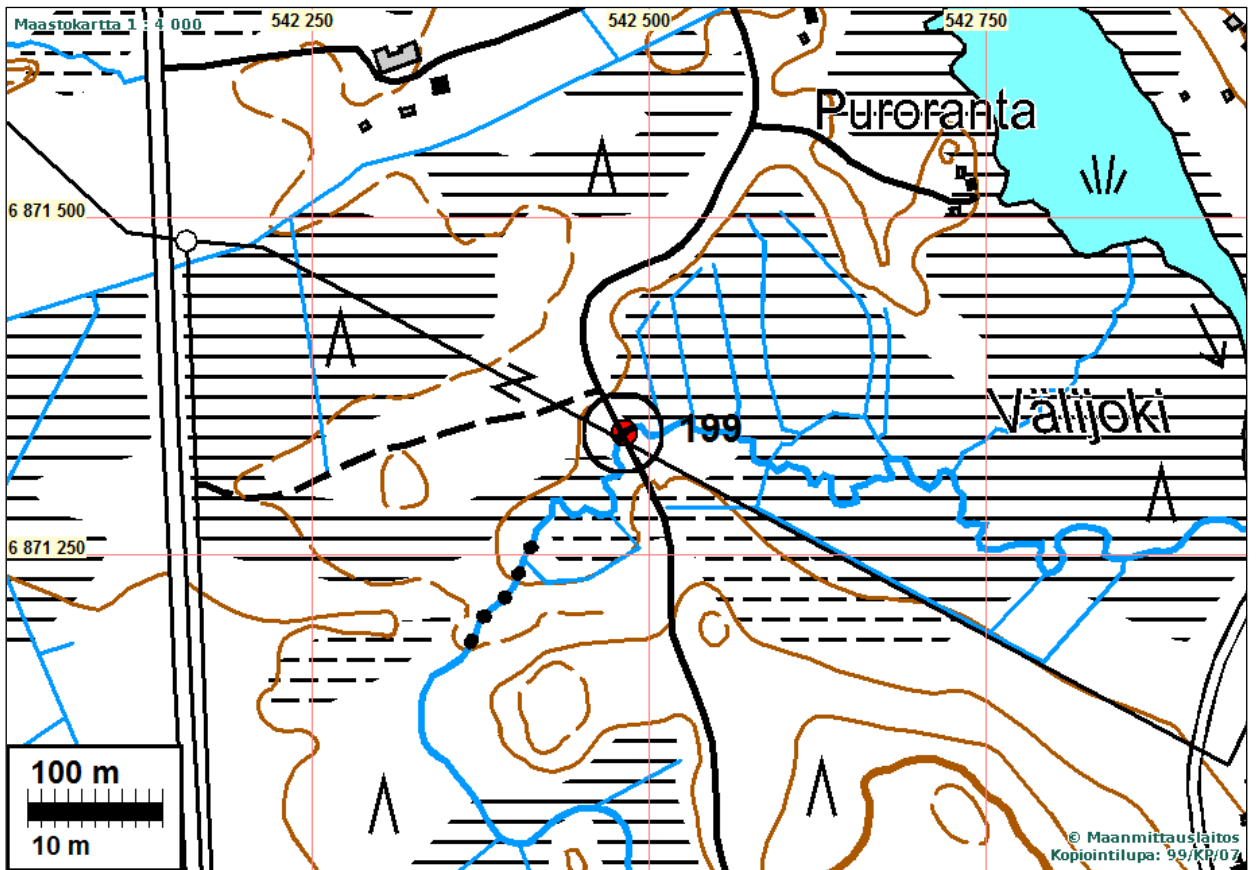 Maastokartta 1 : 4 000
542 250
542 500
542 750
Puroranta
6 871 500
Välijoki
199
6 871 250
100 m
10 m
© Maanmittauslaitos
Kopiointilupa: 99/KP/07